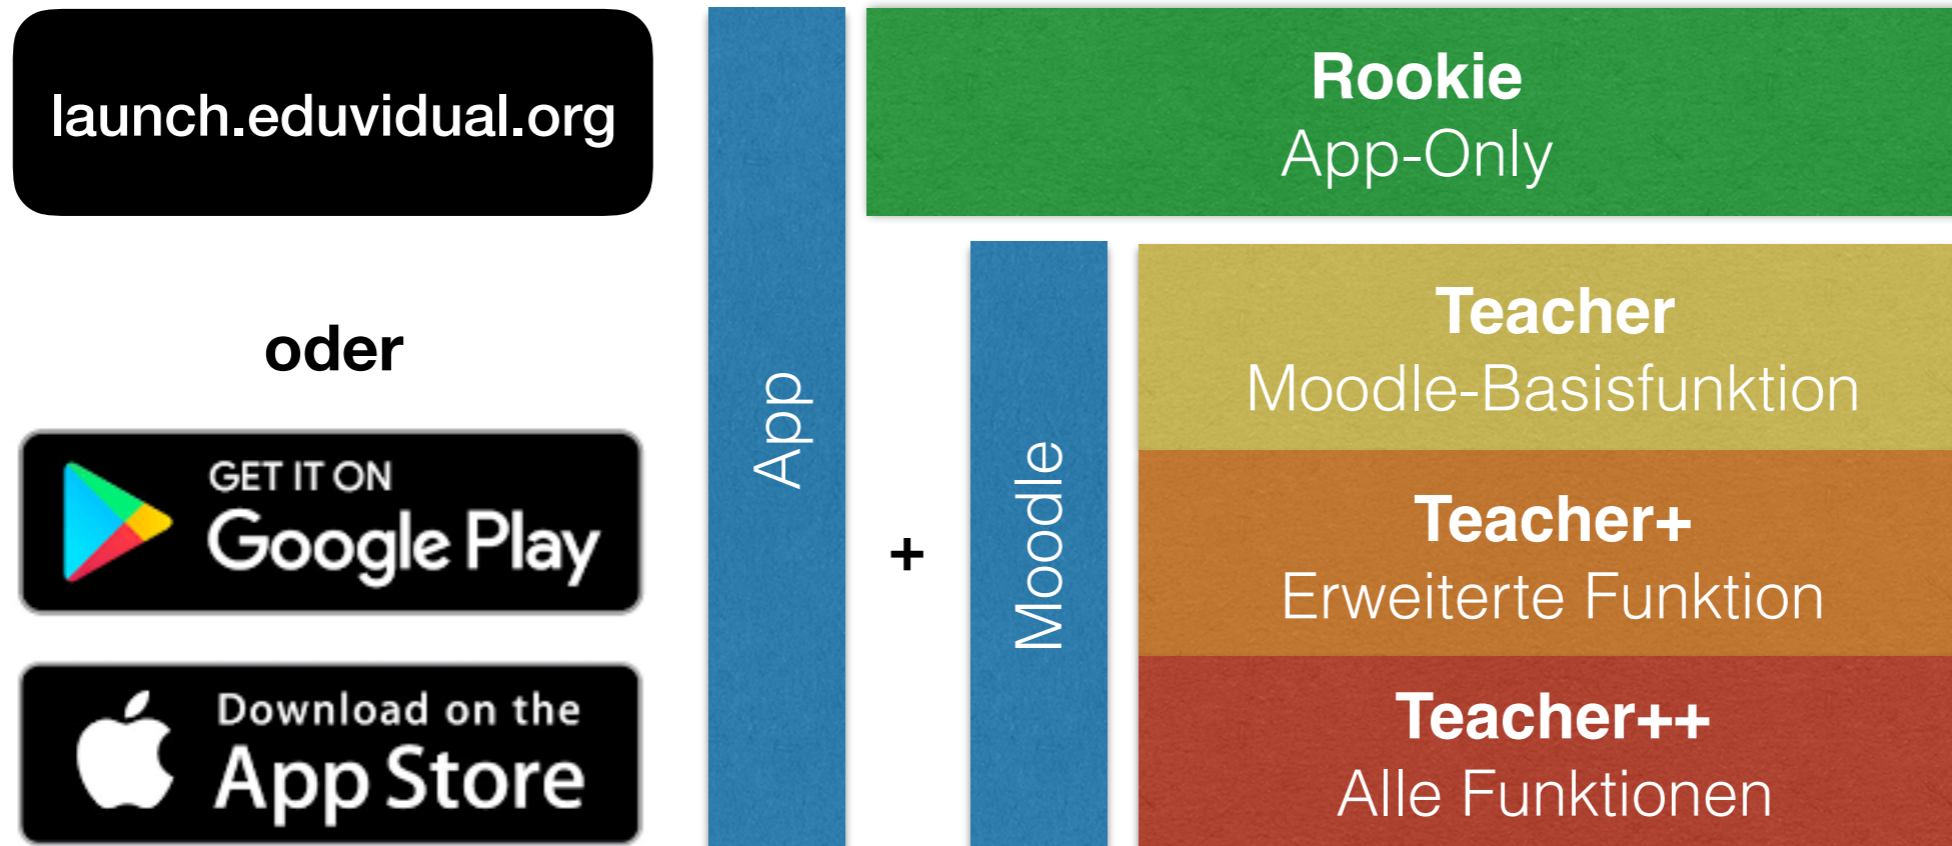 launch.eduvidual.org
oder
GET IT ON
Google Play
Download on the
App Store
App
+
Moodle
Rookie
App-Only
Teacher
Moodle-Basisfunktion
Teacher+
Erweiterte Funktion
Teacher++
Alle Funktionen